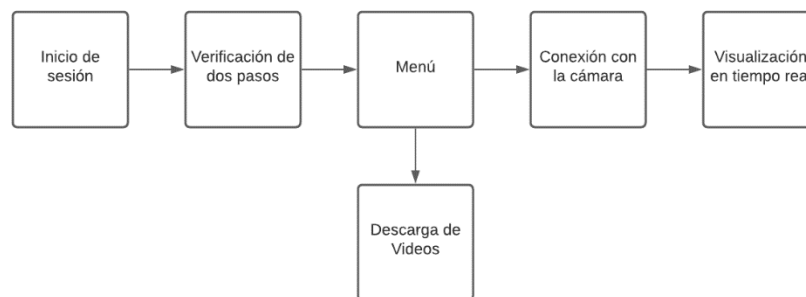 Inicio de
sesión
Verificación de
dos pasos
Menú
Conexión con
la cámara
Visualización
en tiempo rea
Descarga de
Videos